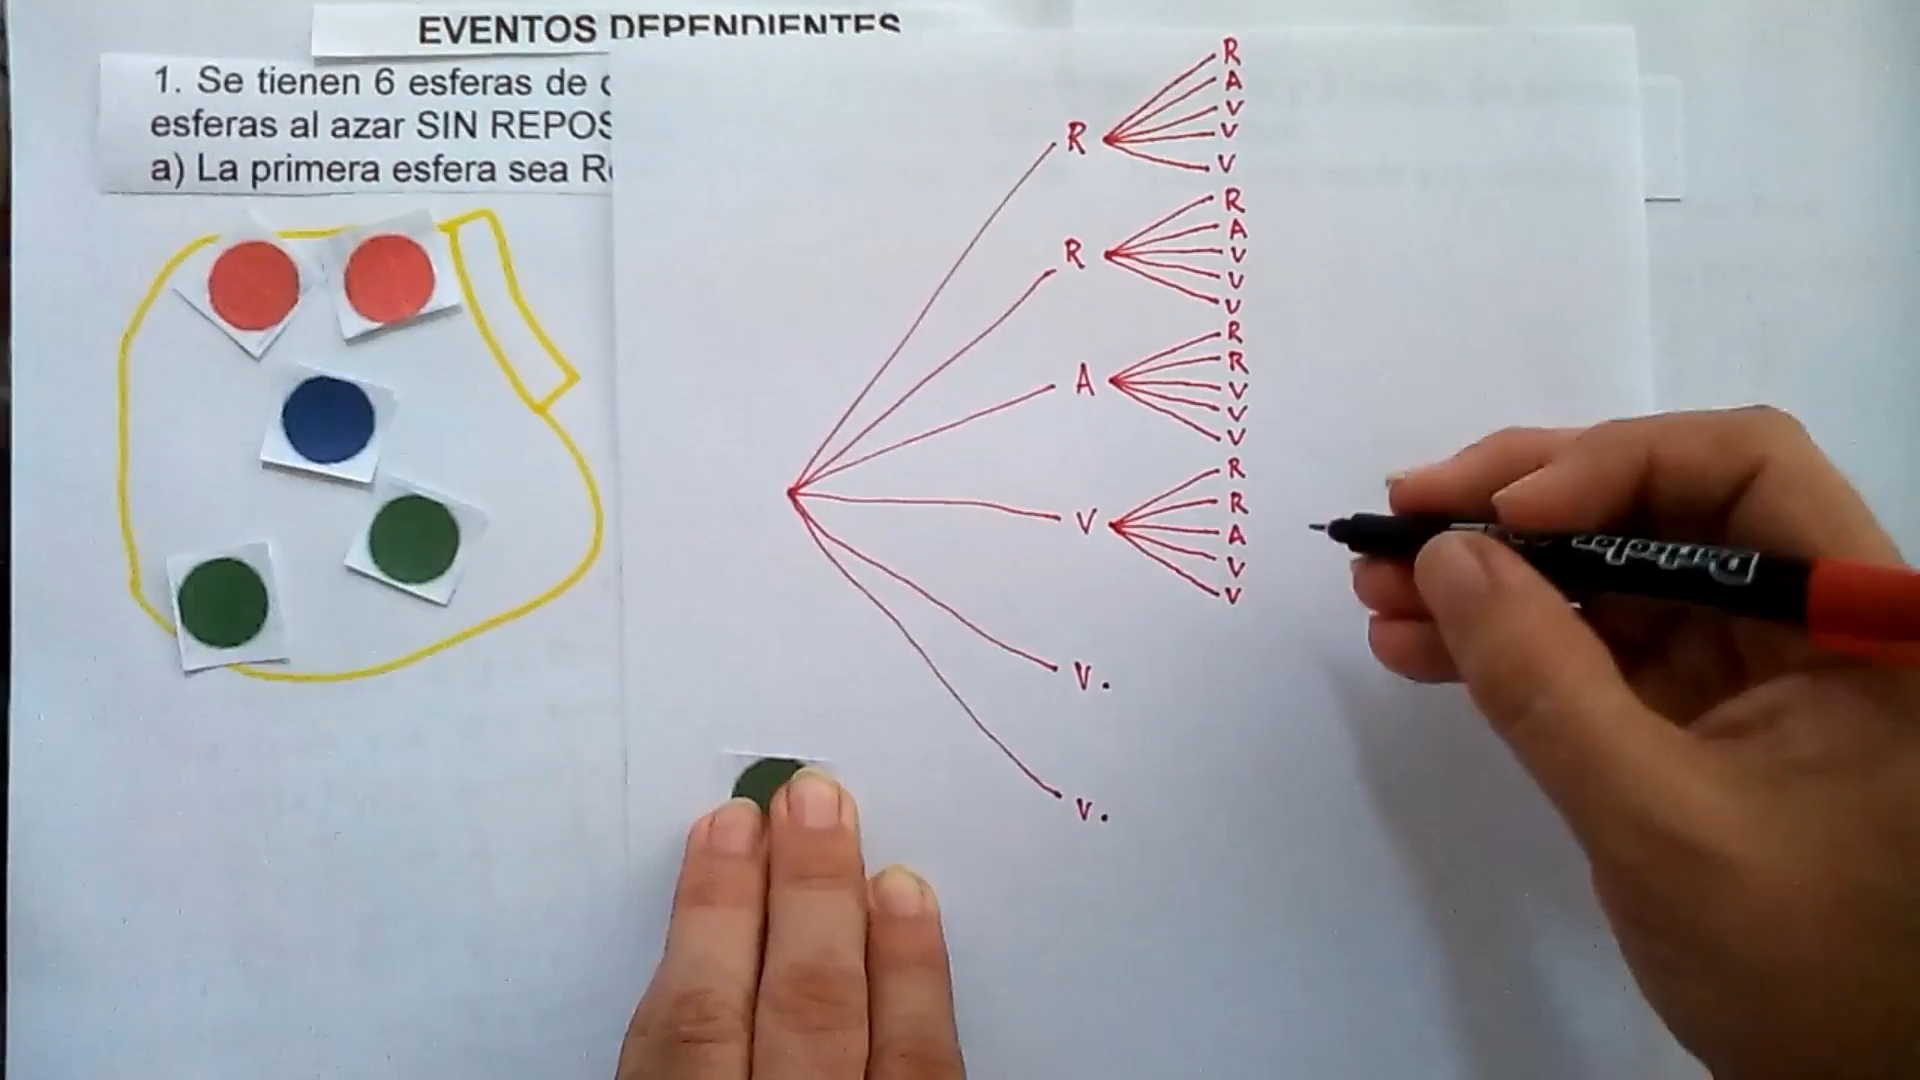 EVENTOS DEPENDIENTES
1. Se tienen 6 esferas de
esferas al azar SIN REPOS
a) La primera esfera sea R
R
A
V
V
V
R
R
A
V
V
V
R
R
R
V
V
V
A
R
R
A
V
V
V
V.
V.